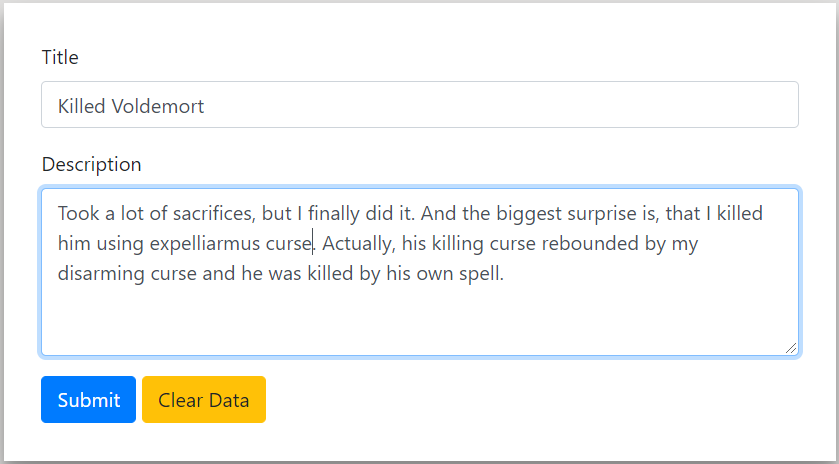 Title
Killed Voldemort
Description
Took a lot of sacrifices, but I finally did it. And the biggest surprise is, that I killed
him using expelliarmus curse. Actually, his killing curse rebounded by my
disarming curse and he was killed by his own spell.
Submit Clear Data